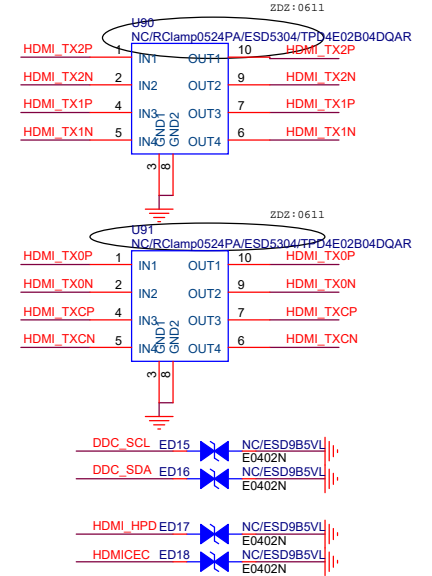 ZDZ:0611
U90
NC/RClamp0524PA/ESD5304/TPD4E02B04DQAR
HDMI_TX2P 1 IN1 OUT1 10 HDMI_TX2P
HDMI_TX2N 2 IN2 OUT2 9 HDMI_TX2N
HDMI_TX1P 4 IN3 OUT3 7 HDMI_TX1P
HDMI_TX1N 5 IN4 OUT4 6 HDMI_TX1N
GND1 GND2
3 8
ZDZ:0611
U91
NC/RClamp0524PA/ESD5304/TPD4E02B04DQAR
HDMI_TX0P 1 IN1 OUT1 10 HDMI_TX0P
HDMI_TX0N 2 IN2 OUT2 9 HDMI_TX0N
HDMI_TXCP 4 IN3 OUT3 7 HDMI_TXCP
HDMI_TXCN 5 IN4 OUT4 6 HDMI_TXCN
GND1 GND2
3 8
DDC_SCL ED15 NC/ESD9B5VL
E0402N
DDC_SDA ED16 NC/ESD9B5VL
E0402N
HDMI_HPD ED17 NC/ESD9B5VL
E0402N
HDMICEC ED18 NC/ESD9B5VL
E0402N